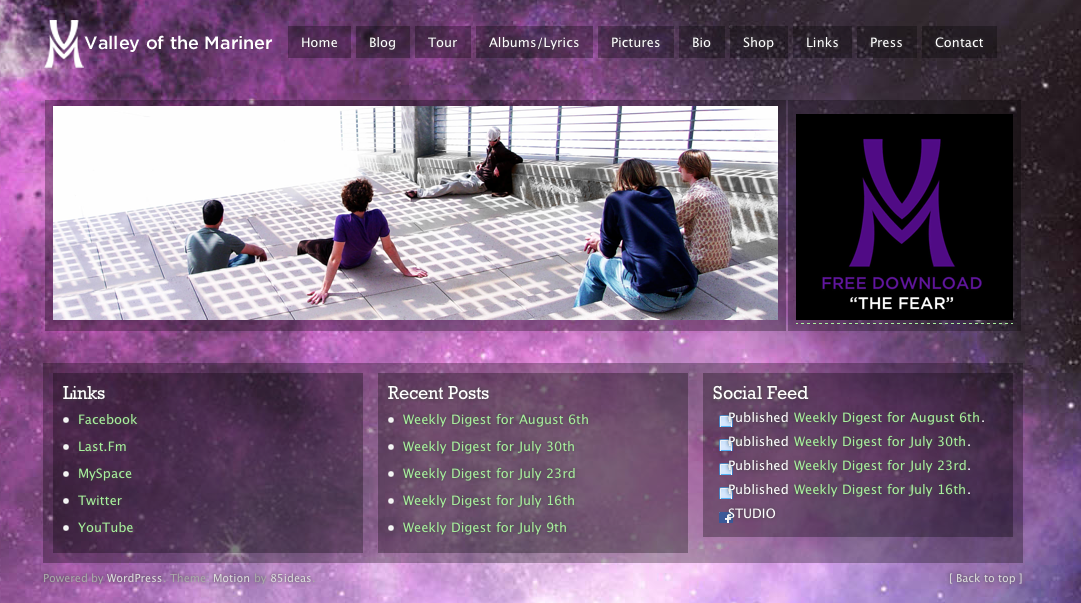 Valley of the Mariner
Home Blog Tour Albums/Lyrics Pictures Bio Shop Links Press Contact
FREE DOWNLOAD
“THE FEAR”
Links
Facebook
Last.Fm
MySpace
Twitter
YouTube
Recent Posts
Weekly Digest for August 6th
Weekly Digest for July 30th
Weekly Digest for July 23rd
Weekly Digest for July 16th
Weekly Digest for July 9th
Social Feed
Published Weekly Digest for August 6th.
Published Weekly Digest for July 30th.
Published Weekly Digest for July 23rd.
Published Weekly Digest for July 16th.
STUDIO
Powered by WordPress. Theme: Motion by 85ideas
[ Back to top ]